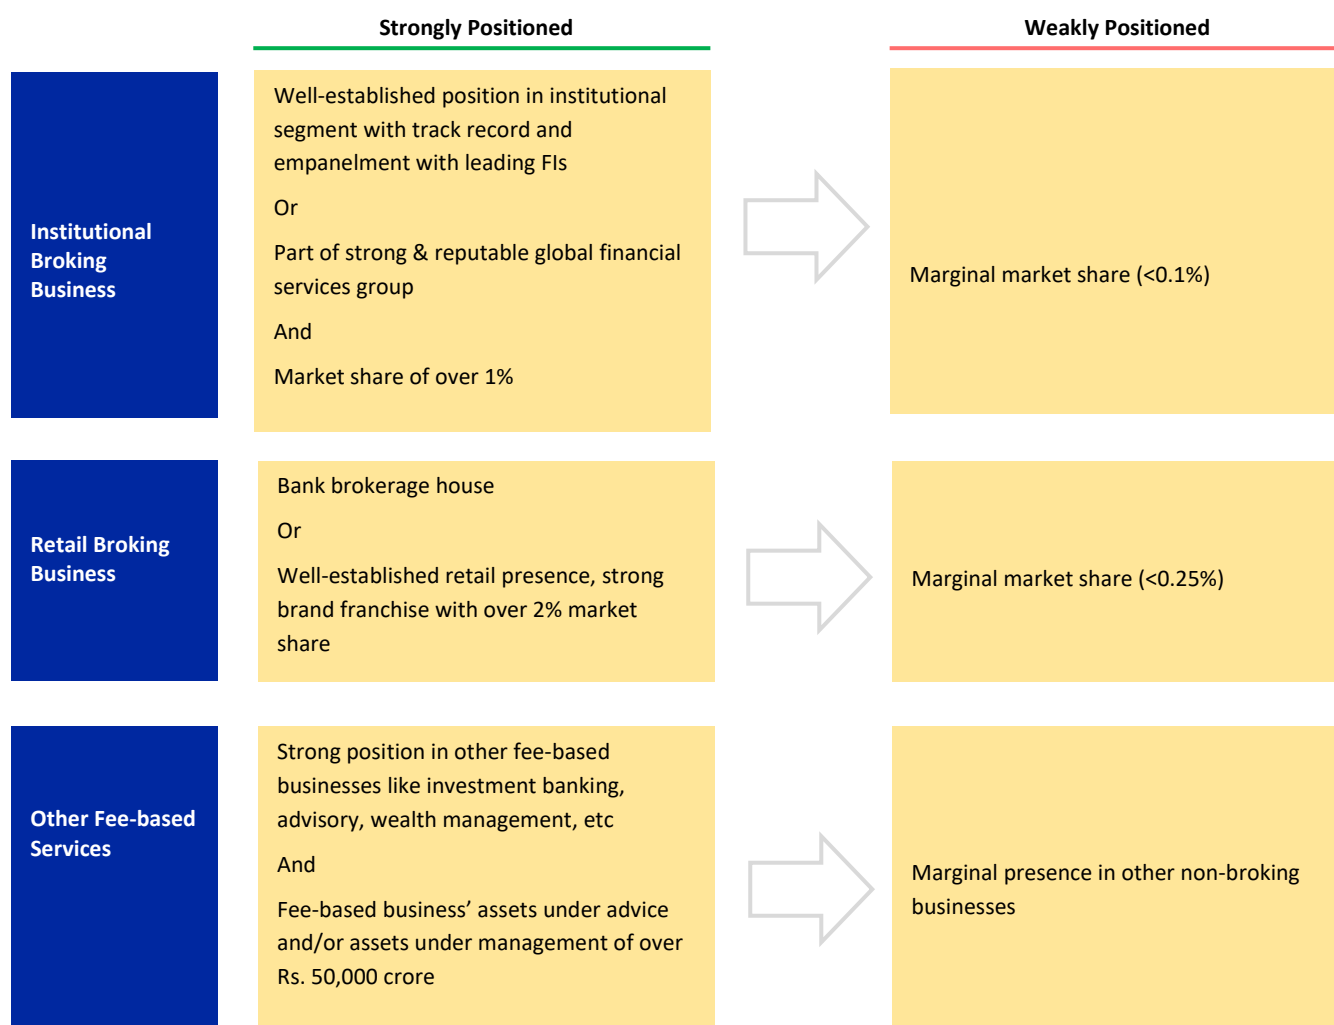 Strongly Positioned
Weakly Positioned
Institutional
Broking
Business
Well-established position in institutional
segment with track record and
empanelment with leading FIs
Or
Part of strong & reputable global financial
services group
And
Market share of over 1%
Marginal market share (<0.1%)
Retail Broking
Business
Bank brokerage house
Or
Well-established retail presence, strong
brand franchise with over 2% market
share
Marginal market share (<0.25%)
Other Fee-based
Services
Strong position in other fee-based
businesses like investment banking,
advisory, wealth management, etc
And
Fee-based business’ assets under advice
and/or assets under management of over
Rs. 50,000 crore
Marginal presence in other non-broking
businesses